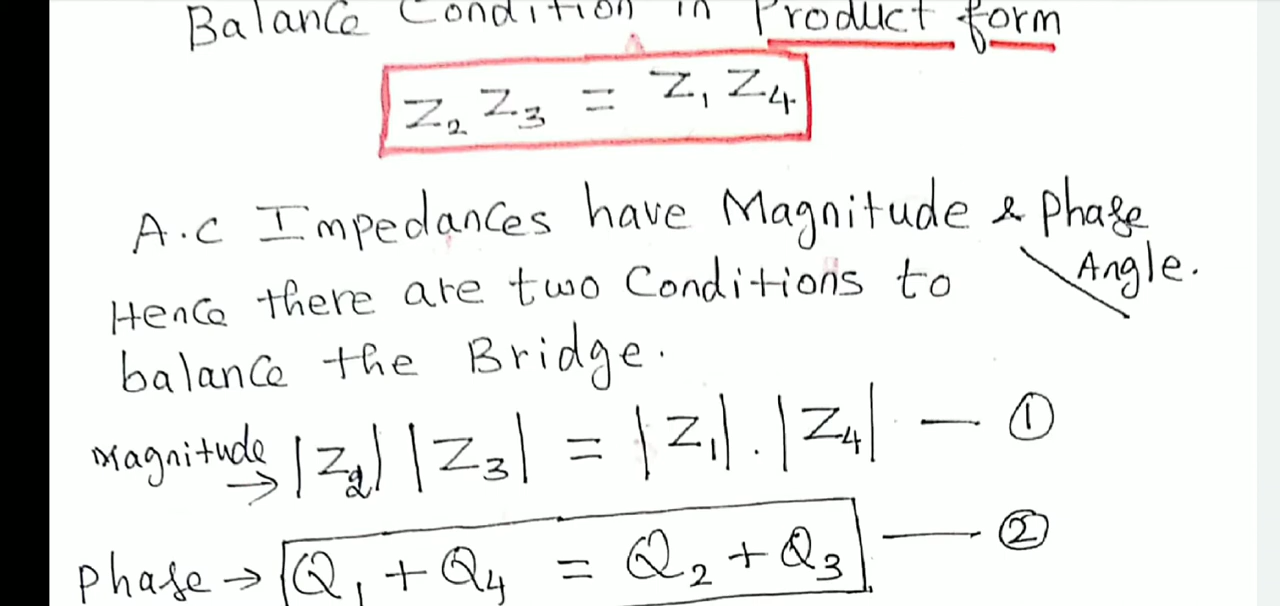 Balance Condition in Product form
Z₂ Z₃ = Z₁ Z₄
A.C Impedances have Magnitude & phase
Angle.
Hence there are two Conditions to
balance the Bridge.
Magnitude → |Z₂| |Z₃| = |Z₁| . |Z₄| — ①
Phase → Q₁ + Q₄ = Q₂ + Q₃ — ②